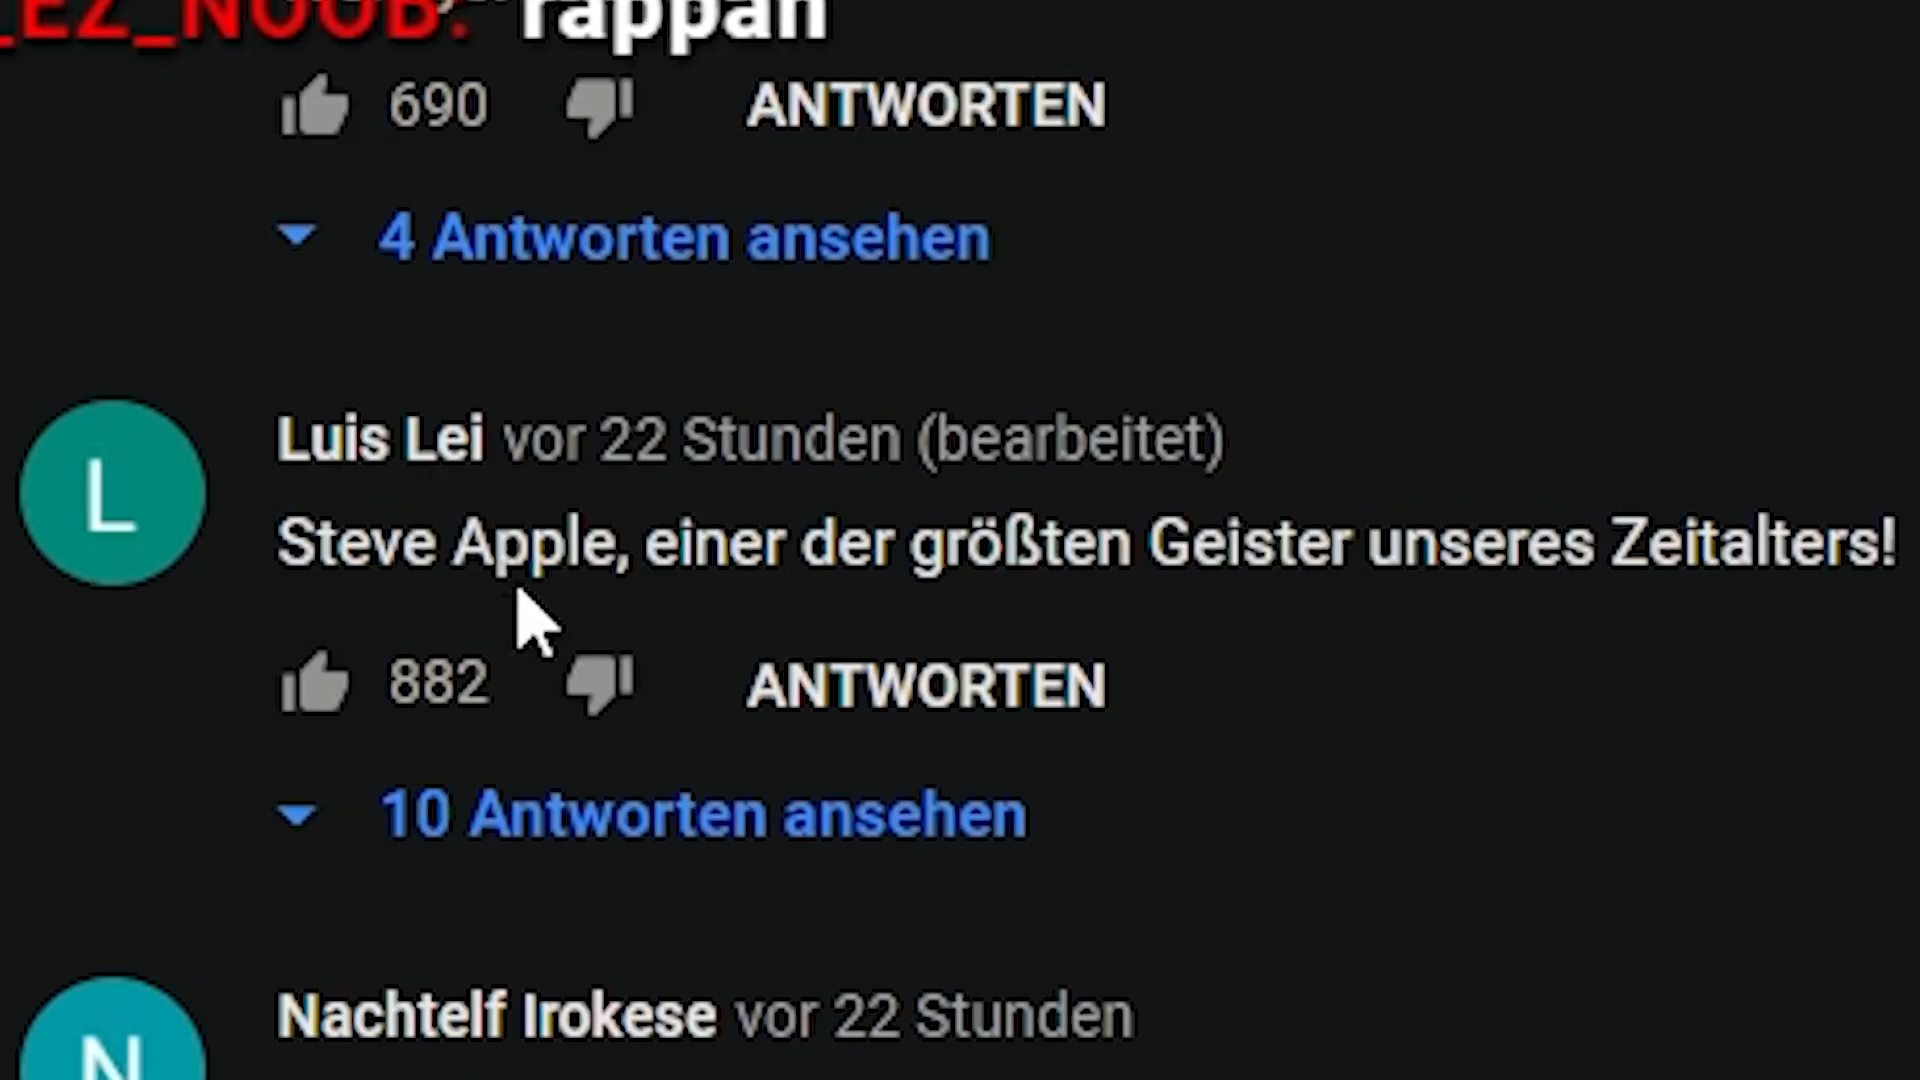 _EZ_NOOB: rappan
690 ANTWORTEN
4 Antworten ansehen
L
Luis Lei vor 22 Stunden (bearbeitet)
Steve Apple, einer der größten Geister unseres Zeitalters!
882 ANTWORTEN
10 Antworten ansehen
N
Nachtelf Irokese vor 22 Stunden